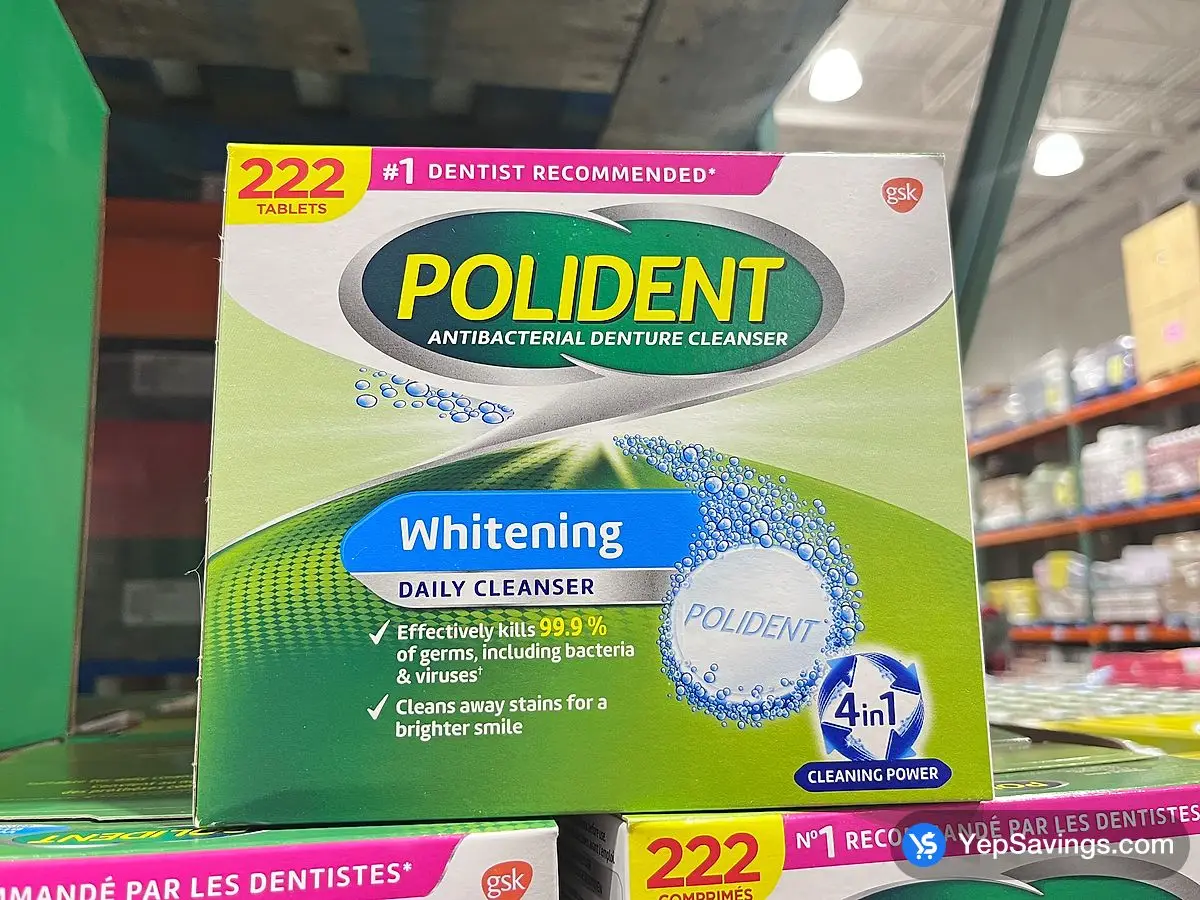 222
TABLETS
#1 DENTIST RECOMMENDED*
gsk
POLIDENT
ANTIBACTERIAL DENTURE CLEANSER
Whitening
DAILY CLEANSER
POLIDENT
✓ Effectively kills 99.9 %
of germs, including bacteria
& viruses†
✓ Cleans away stains for a
brighter smile
4in1
CLEANING POWER
POLIDENT
MANDÉ PAR LES DENTISTES*
gsk
222
COMPRIMÉS
Nº1 RECOMMANDÉ PAR LES DENTISTES
YepSavings.com